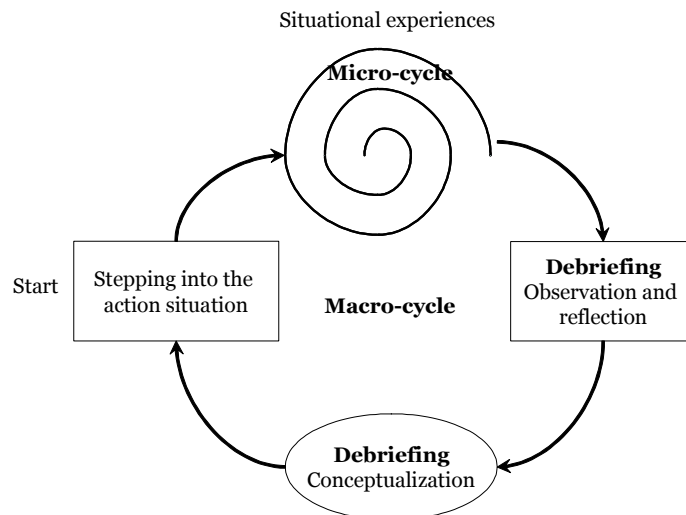 Situational experiences
Micro-cycle
Start
Stepping into the
action situation
Debriefing
Observation and
reflection
Macro-cycle
Debriefing
Conceptualization